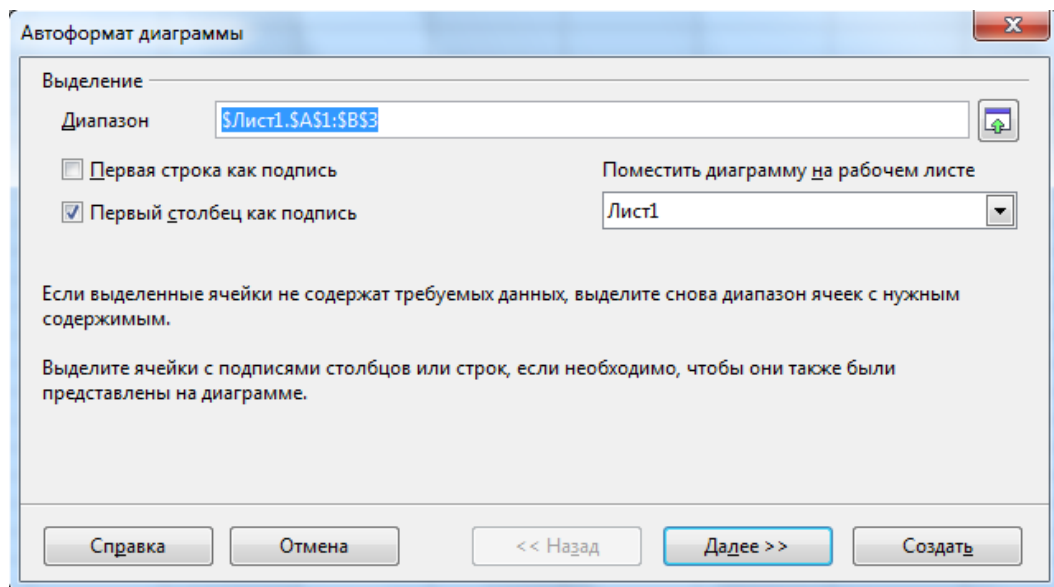 Автоформат диаграммы
Выделение
Диапазон $Лист1.$A$1:$B$3
Первая строка как подпись Поместить диаграмму на рабочем листе
Первый столбец как подпись Лист1
Если выделенные ячейки не содержат требуемых данных, выделите снова диапазон ячеек с нужным
содержимым.
Выделите ячейки с подписями столбцов или строк, если необходимо, чтобы они также были
представлены на диаграмме.
Справка Отмена << Назад Далее >> Создать